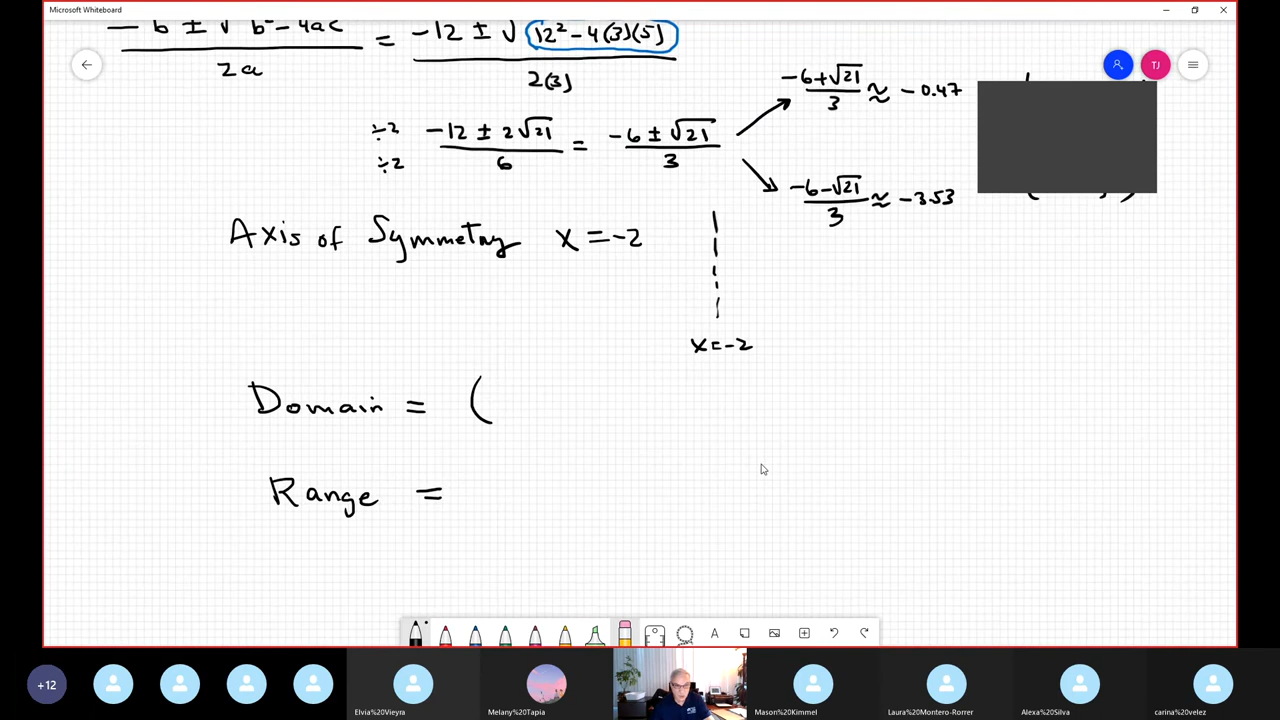 Microsoft Whiteboard
-b ± √b²-4ac / 2a = -12 ± √12²-4(3)(5) / 2(3)
TJ
÷2 -12 ± 2√21 / 6 ÷2 = -6 ± √21 / 3
-6+√21 / 3 ≈ -0.47
-6-√21 / 3 ≈ -3.53
Axis of Symmetry x = -2
x = -2
Domain = (
Range =
A
+12
Elvia%20Vieyra
Melany%20Tapia
Mason%20Kimmel
Laura%20Montero-Rorrer
Alexa%20Silva
carina%20velez